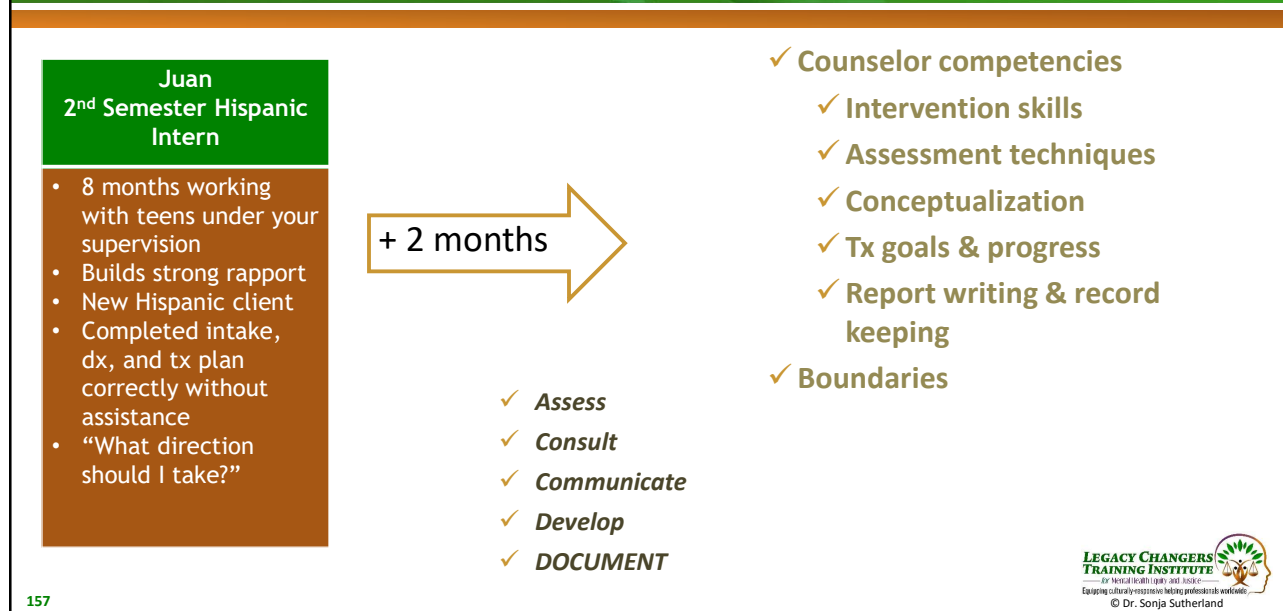 Juan
2nd Semester Hispanic
Intern
• 8 months working
with teens under your
supervision
• Builds strong rapport
• New Hispanic client
• Completed intake,
dx, and tx plan
correctly without
assistance
• “What direction
should I take?”
+ 2 months
✓ Assess
✓ Consult
✓ Communicate
✓ Develop
✓ DOCUMENT
✓ Counselor competencies
✓ Intervention skills
✓ Assessment techniques
✓ Conceptualization
✓ Tx goals & progress
✓ Report writing & record
keeping
✓ Boundaries
157
LEGACY CHANGERS
TRAINING INSTITUTE
for Mental Health Equity and Justice
Equipping culturally-responsive helping professionals worldwide
© Dr. Sonja Sutherland